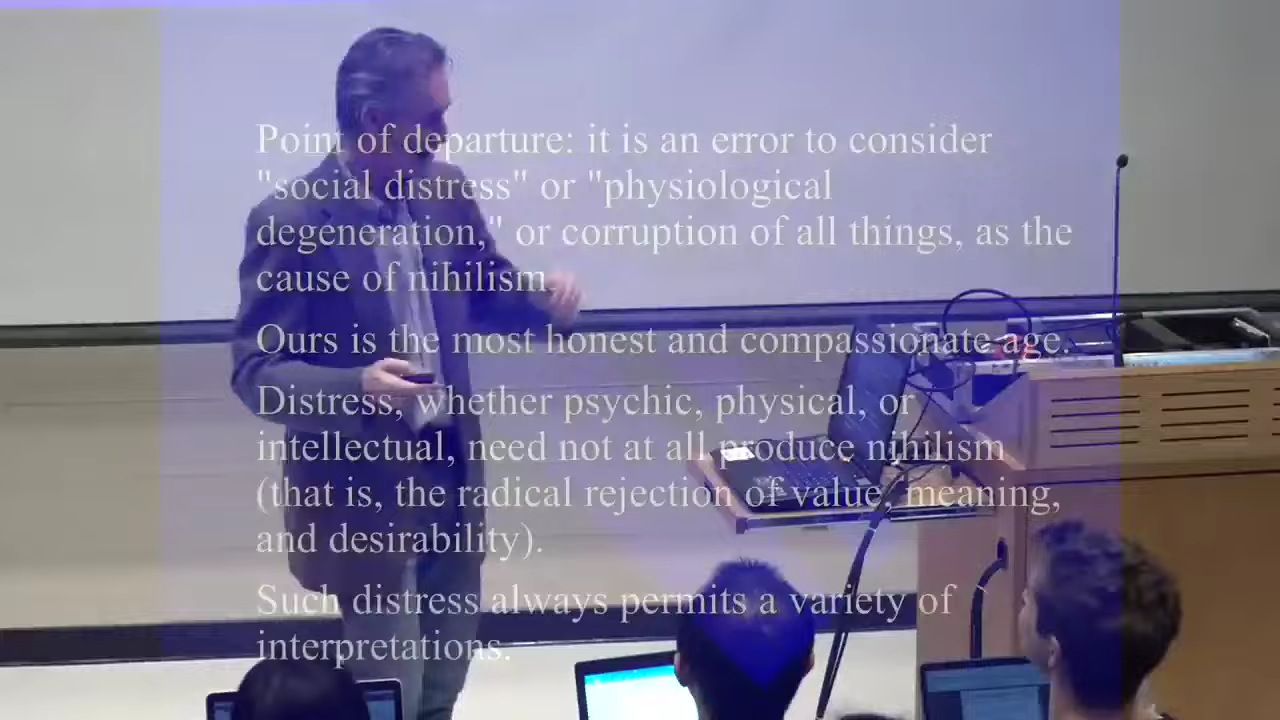 Point of departure: it is an error to consider
"social distress" or "physiological
degeneration," or corruption of all things, as the
cause of nihilism.
Ours is the most honest and compassionate age.
Distress, whether psychic, physical, or
intellectual, need not at all produce nihilism
(that is, the radical rejection of value, meaning,
and desirability).
Such distress always permits a variety of
interpretations.